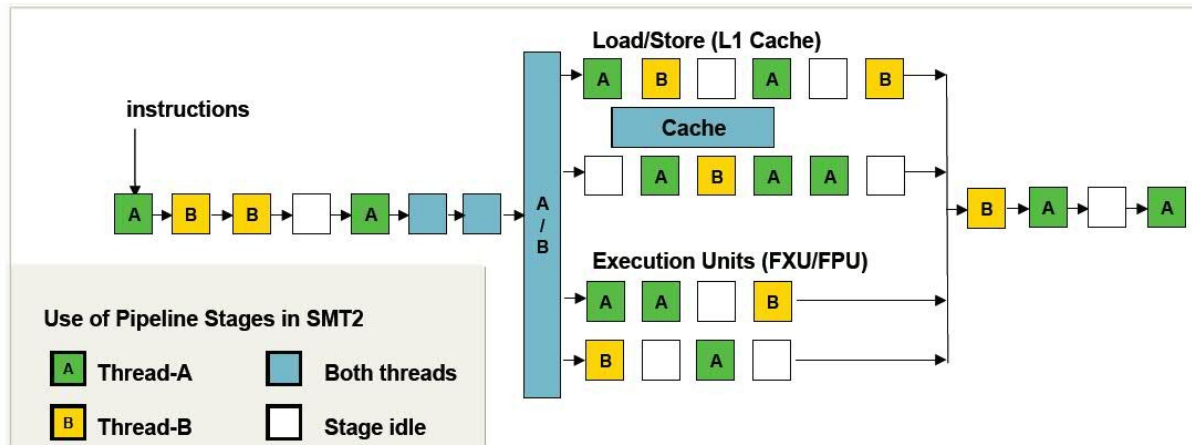 Load/Store (L1 Cache)
A B A B
instructions
Cache
A B A A
A B B A
A / B
B A A
Execution Units (FXU/FPU)
A A B
B A
Use of Pipeline Stages in SMT2
A Thread-A
Both threads
B Thread-B
Stage idle